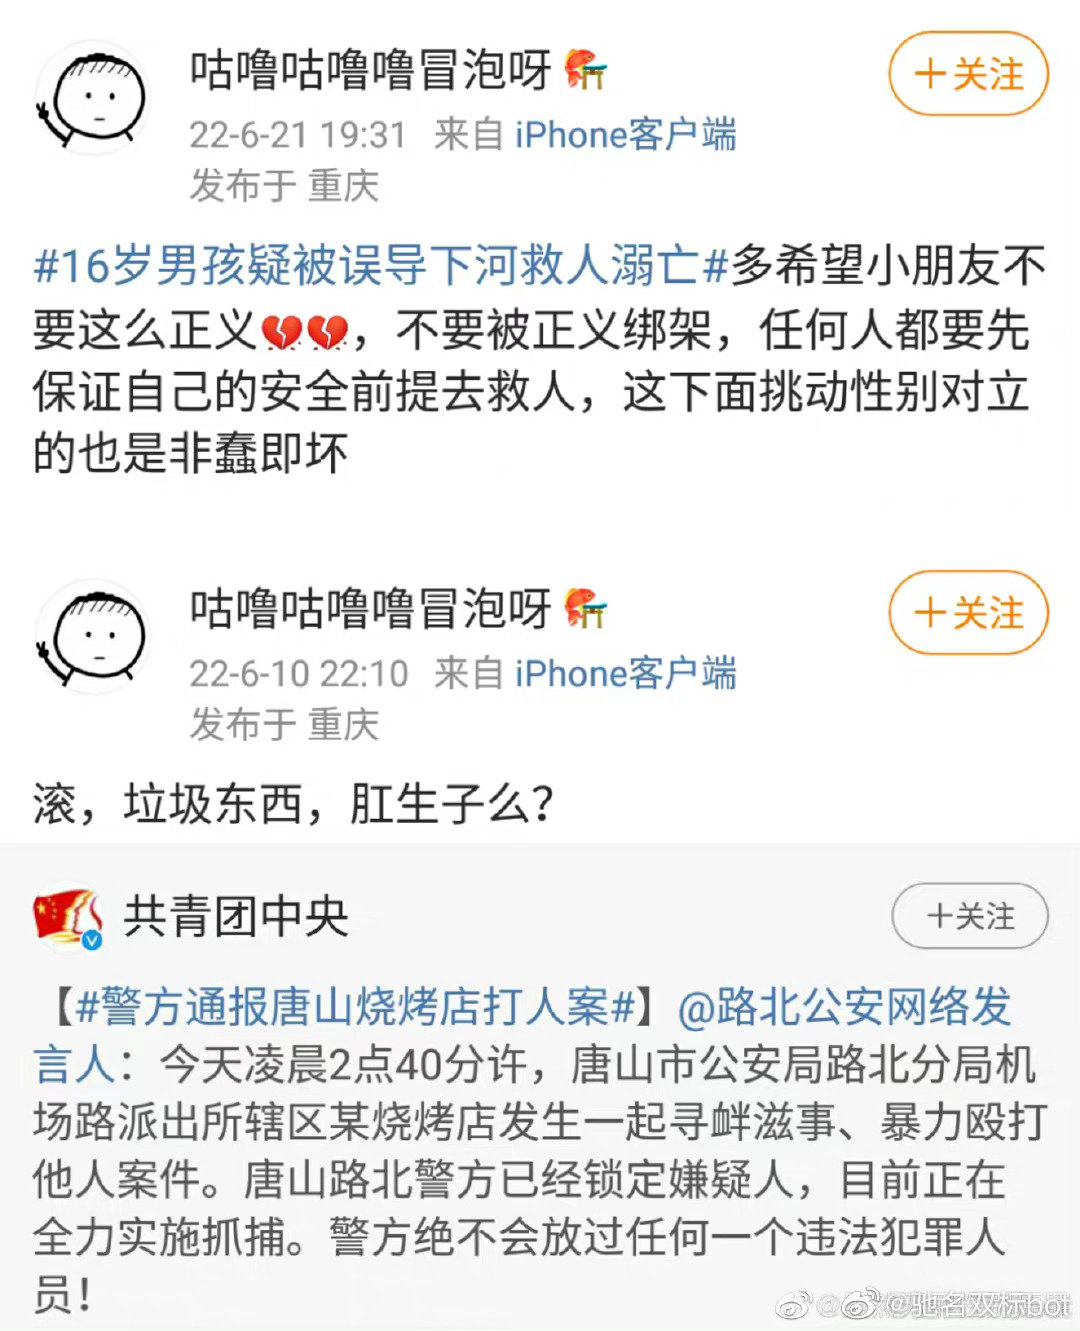 咕噜咕噜噜冒泡呀
+关注
22-6-21 19:31 来自 iPhone客户端
发布于 重庆
#16岁男孩疑被误导下河救人溺亡#多希望小朋友不
要这么正义💔💔，不要被正义绑架，任何人都要先
保证自己的安全前提去救人，这下面挑动性别对立
的也是非蠢即坏
咕噜咕噜噜冒泡呀
+关注
22-6-10 22:10 来自 iPhone客户端
发布于 重庆
滚，垃圾东西，肛生子么？
共青团中央
+关注
【#警方通报唐山烧烤店打人案#】@路北公安网络发
言人：今天凌晨2点40分许，唐山市公安局路北分局机
场路派出所辖区某烧烤店发生一起寻衅滋事、暴力殴打
他人案件。唐山路北警方已经锁定嫌疑人，目前正在
全力实施抓捕。警方绝不会放过任何一个违法犯罪人
员！
@驰名双标bot